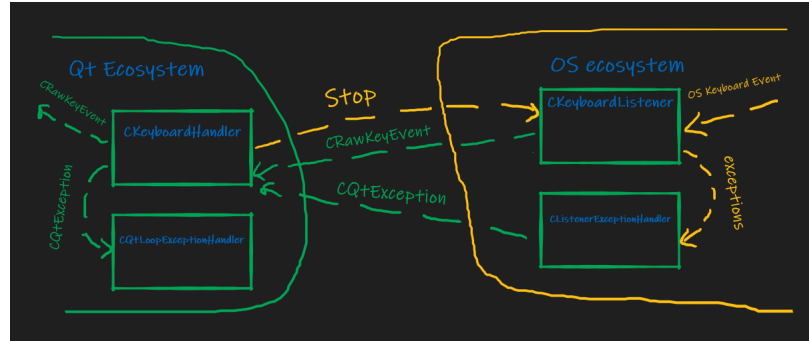 Qt Ecosystem
OS ecosystem
CRawKeyEvent
CKeyboardHandler
Stop
CKeyboardListener
OS Keyboard Event
CRawKeyEvent
CQtException
CQtException
exceptions
CQtLoopExceptionHandler
CListenerExceptionHandler